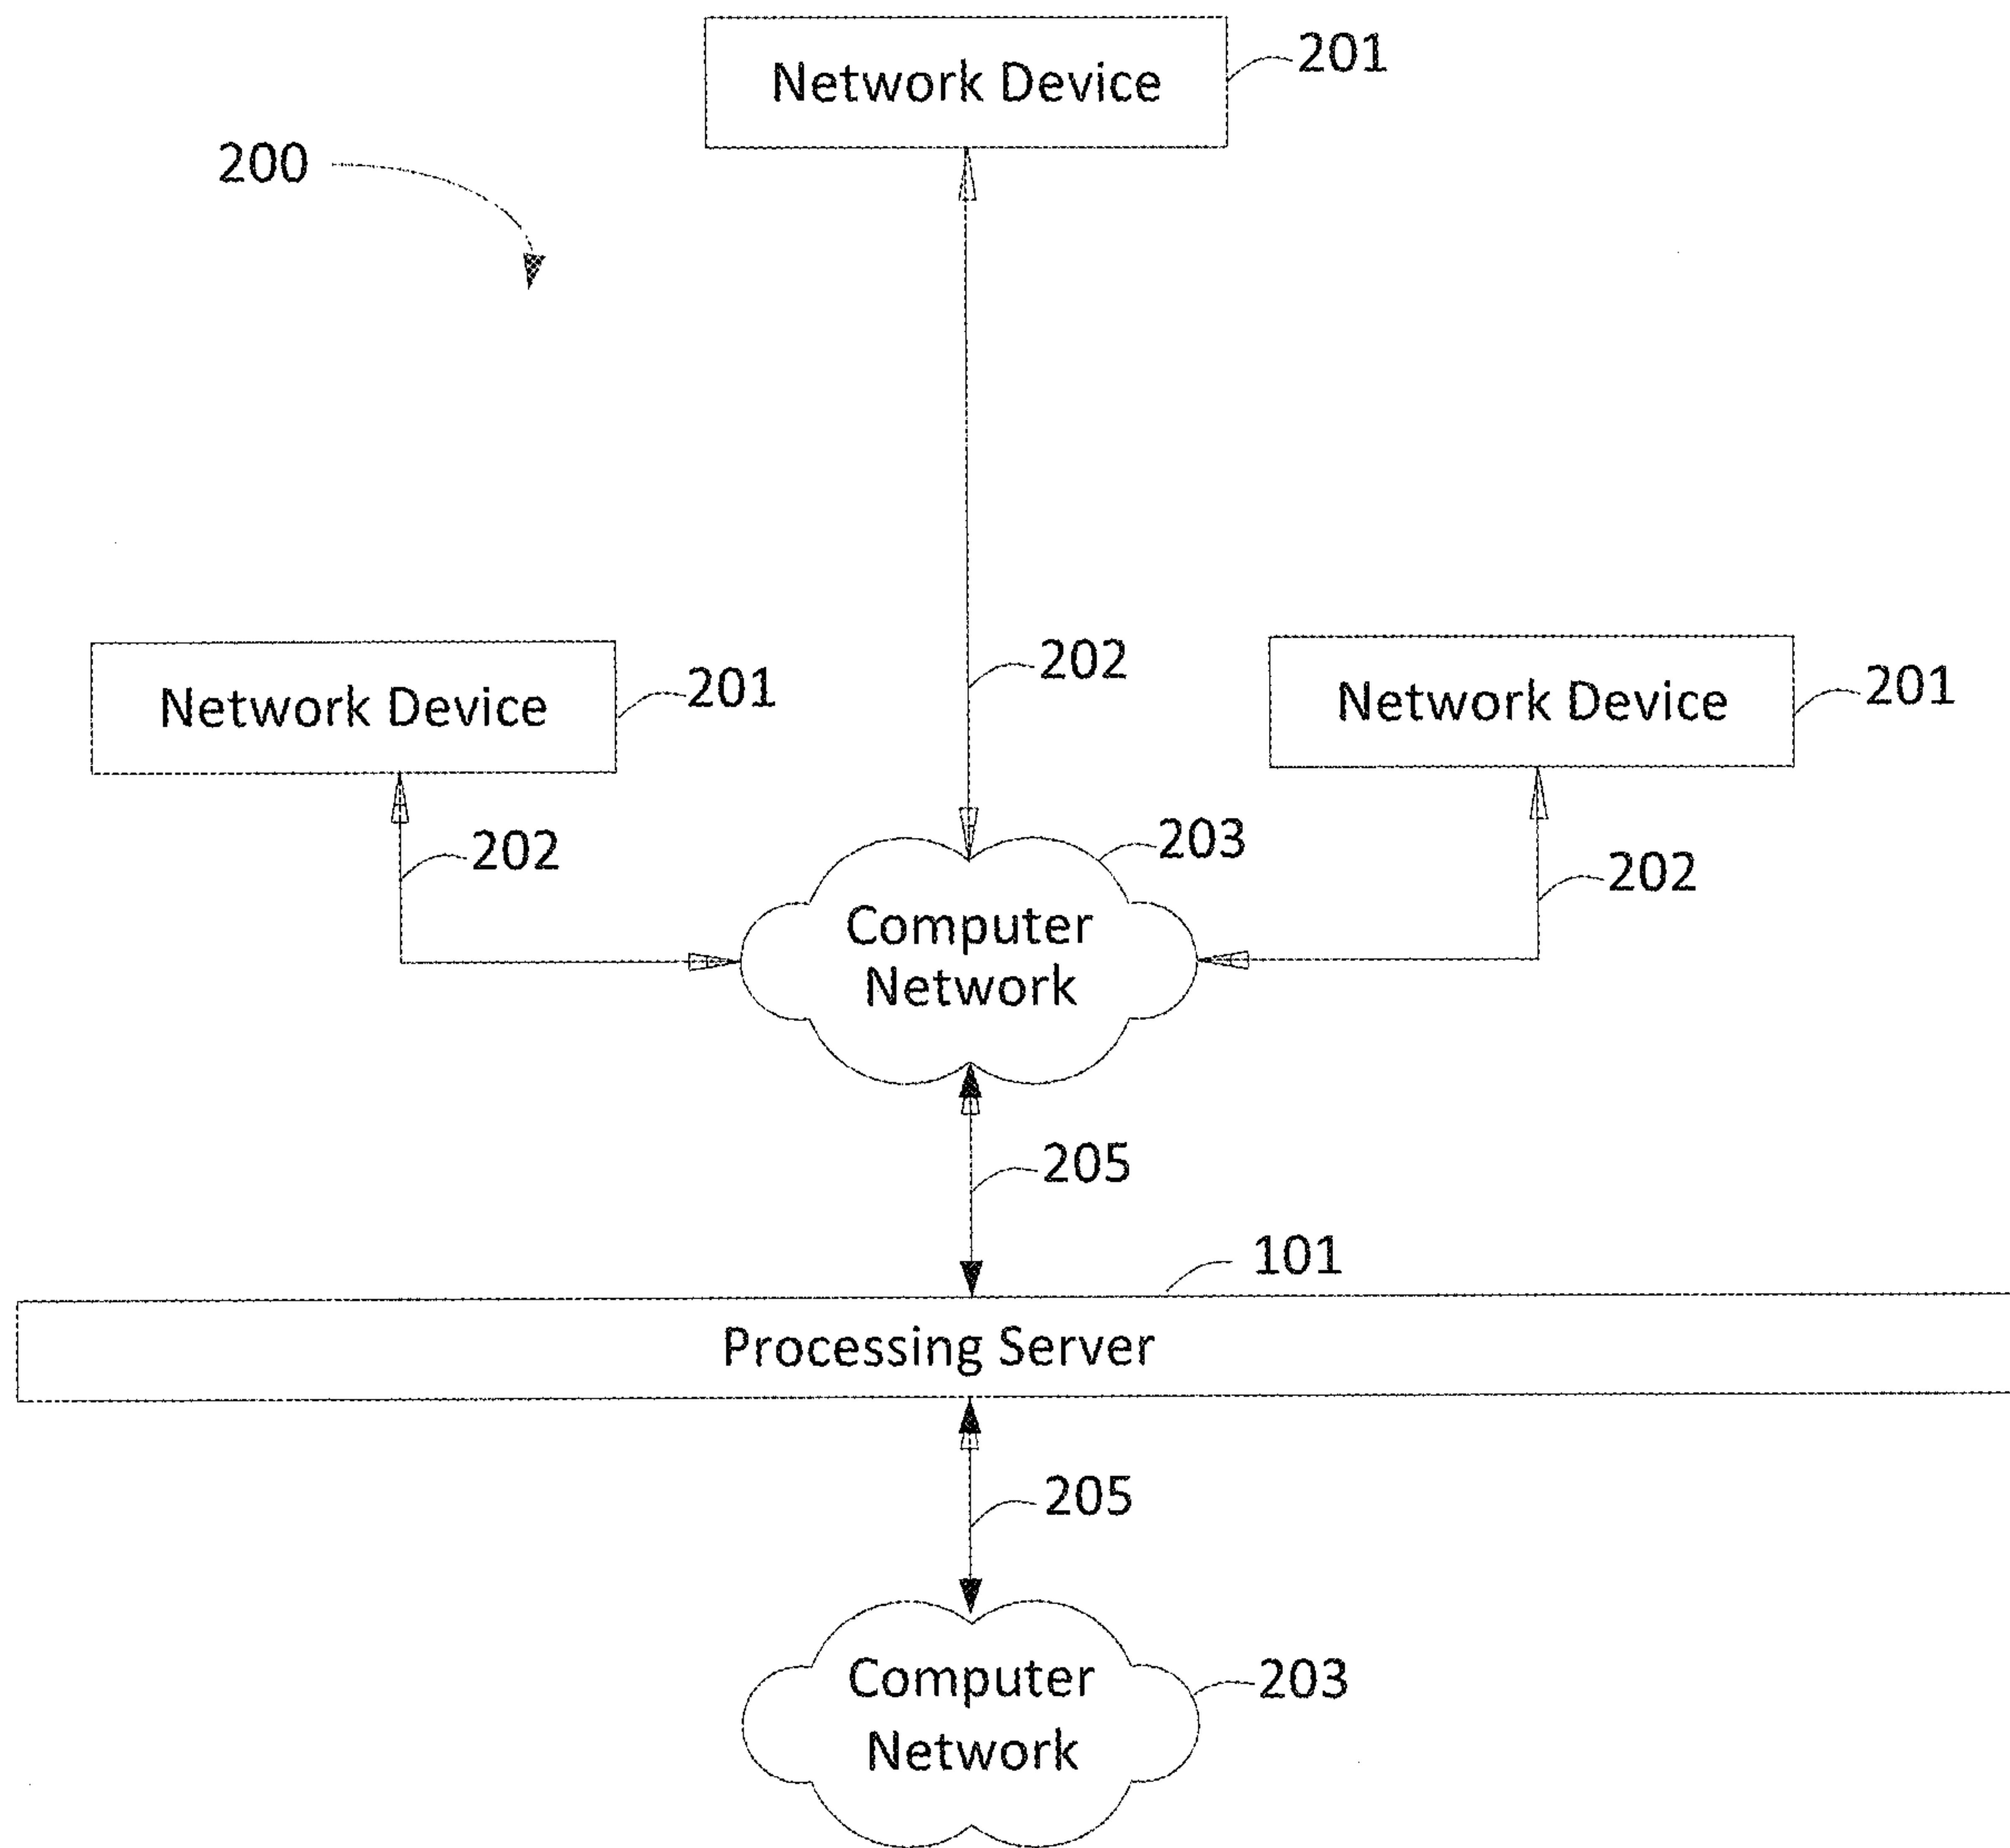 Network Device
201
200
202
Network Device
201
Network Device
201
202
203
202
Computer
Network
205
101
Processing Server
205
Computer
Network
203